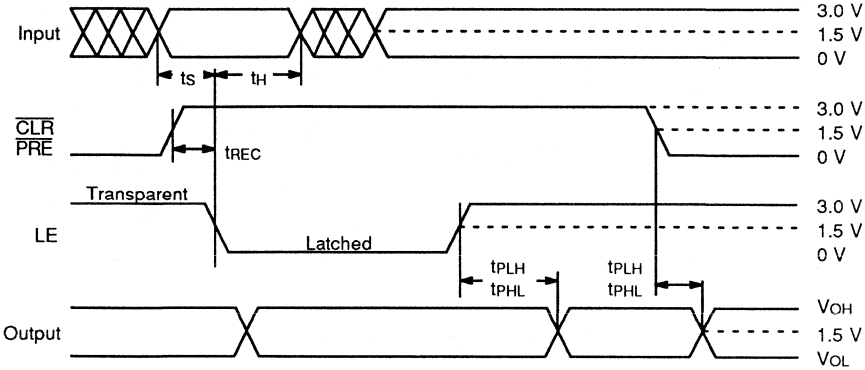 Input
3.0 V
1.5 V
0 V
tS
tH
CLR
PRE
3.0 V
1.5 V
0 V
tREC
Transparent
LE
Latched
3.0 V
1.5 V
0 V
tPLH
tPHL
tPLH
tPHL
Output
VOH
1.5 V
VOL